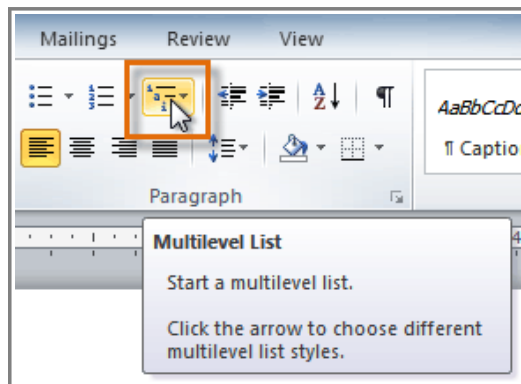 Mailings Review View
AaBbCcDc
¶ Captio
Paragraph
Multilevel List
Start a multilevel list.
Click the arrow to choose different
multilevel list styles.